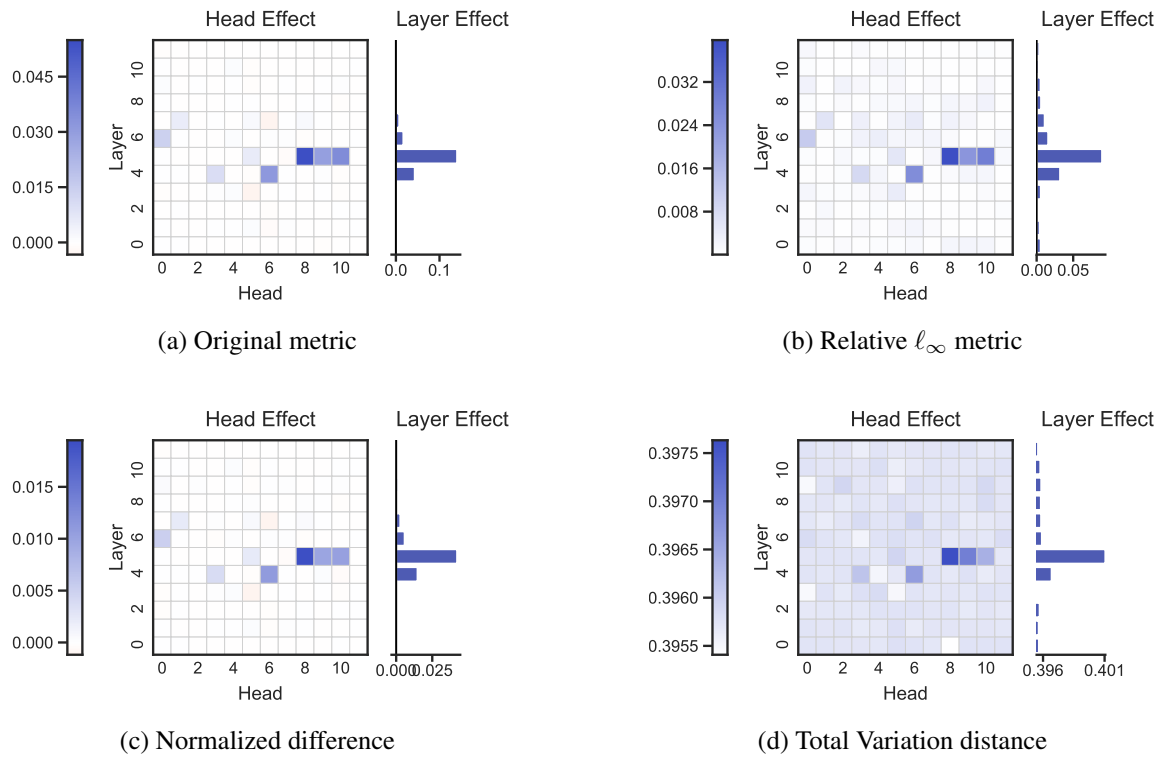 Head Effect
Layer Effect
0.045
0.030
0.015
0.000
Layer
10
8
6
4
2
0
0 2 4 6 8 10
Head
0.0 0.1
(a) Original metric
Head Effect
Layer Effect
0.032
0.024
0.016
0.008
Layer
10
8
6
4
2
0
0 2 4 6 8 10
Head
0.00 0.05
(b) Relative ℓ∞ metric
Head Effect
Layer Effect
0.015
0.010
0.005
0.000
Layer
10
8
6
4
2
0
0 2 4 6 8 10
Head
0.000 0.025
(c) Normalized difference
Head Effect
Layer Effect
0.3975
0.3970
0.3965
0.3960
0.3955
Layer
10
8
6
4
2
0
0 2 4 6 8 10
Head
0.396 0.401
(d) Total Variation distance